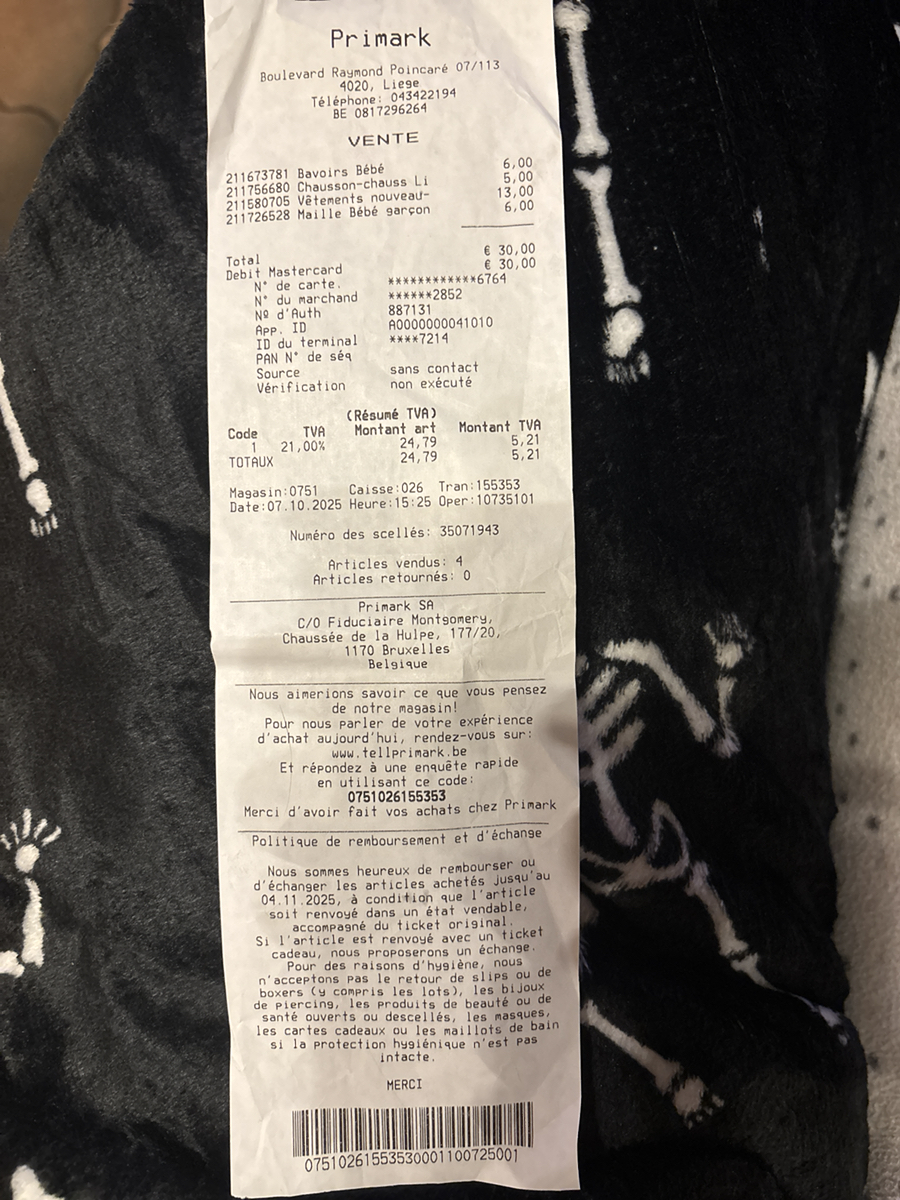 Primark
Boulevard Raymond Poincaré 07/113
4020, Liege
Téléphone: 043422194
BE 0817296264
VENTE
211673781 Bavoirs Bébé 6,00
211756680 Chausson-chauss Li 5,00
211580705 Vêtements nouveau- 13,00
211726528 Maille Bébé garçon 6,00
Total € 30,00
Debit Mastercard € 30,00
N° de carte. ************6764
N° du marchand ******2852
Nº d'Auth 887131
App. ID A0000000041010
ID du terminal ****7214
PAN N° de séq
Source sans contact
Vérification non exécuté
(Résumé TVA)
Code TVA Montant art Montant TVA
1 21,00% 24,79 5,21
TOTAUX 24,79 5,21
Magasin:0751 Caisse:026 Tran:155353
Date:07.10.2025 Heure:15:25 Oper:10735101
Numéro des scellés: 35071943
Articles vendus: 4
Articles retournés: 0
Primark SA
C/O Fiduciaire Montgomery,
Chaussée de la Hulpe, 177/20,
1170 Bruxelles
Belgique
Nous aimerions savoir ce que vous pensez
de notre magasin!
Pour nous parler de votre expérience
d'achat aujourd'hui, rendez-vous sur:
www.tellprimark.be
Et répondez à une enquête rapide
en utilisant ce code:
0751026155353
Merci d'avoir fait vos achats chez Primark
Politique de remboursement et d'échange
Nous sommes heureux de rembourser ou
d'échanger les articles achetés jusqu'au
04.11.2025, à condition que l'article
soit renvoyé dans un état vendable,
accompagné du ticket original.
Si l'article est renvoyé avec un ticket
cadeau, nous proposerons un échange.
Pour des raisons d'hygiène, nous
n'acceptons pas le retour de slips ou de
boxers (y compris les lots), les bijoux
de piercing, les produits de beauté ou de
santé ouverts ou descellés, les masques,
les cartes cadeaux ou les maillots de bain
si la protection hygiénique n'est pas
intacte.
MERCI
0751026155353000110072500​1